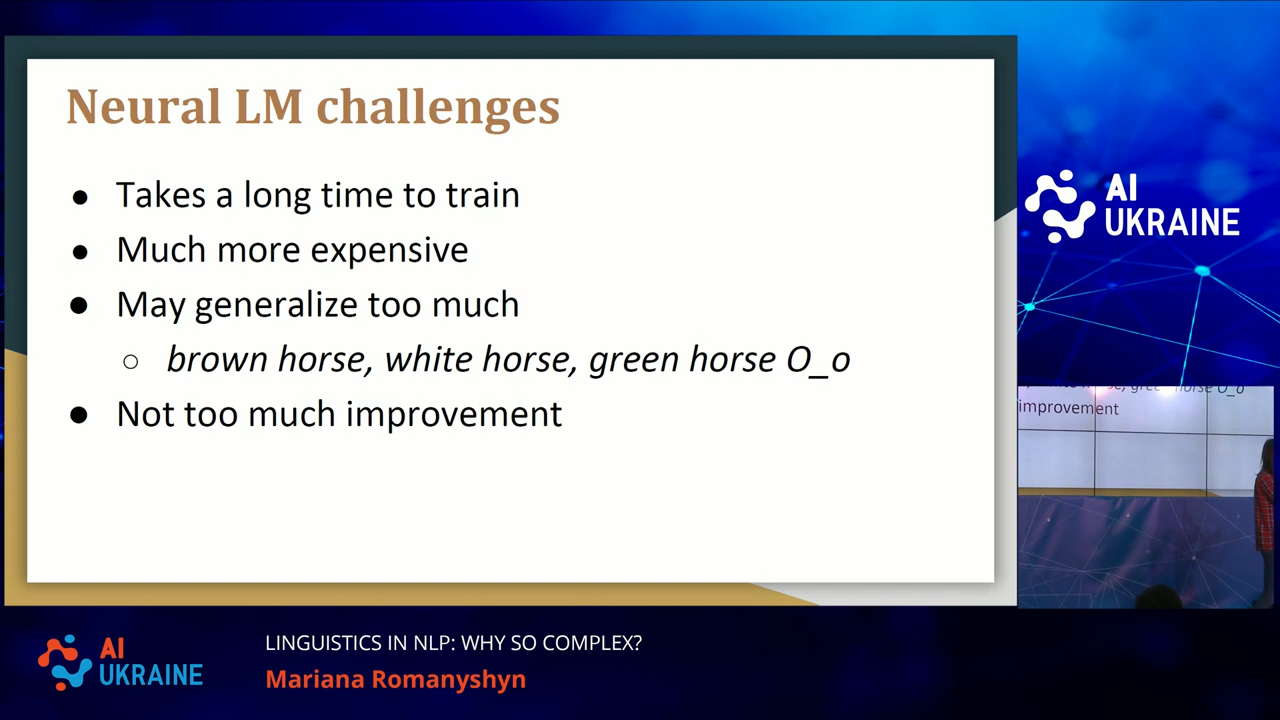 Neural LM challenges
● Takes a long time to train
● Much more expensive
● May generalize too much
○ brown horse, white horse, green horse O_o
● Not too much improvement
AI
UKRAINE
horse O_o
improvement
AI
UKRAINE
LINGUISTICS IN NLP: WHY SO COMPLEX?
Mariana Romanyshyn